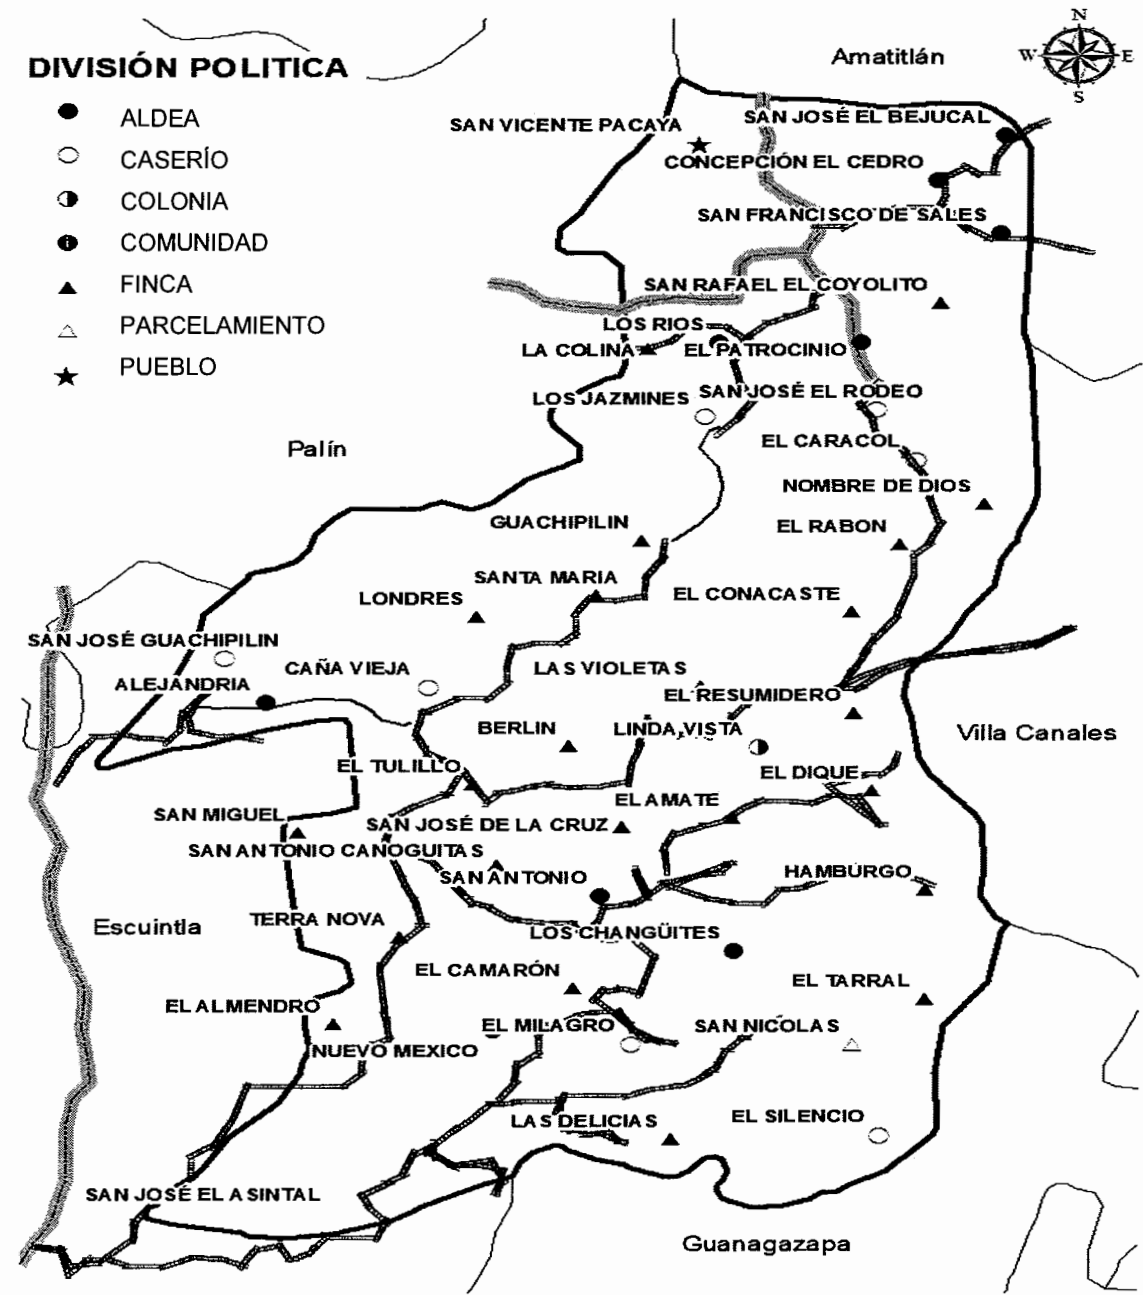 N
W
E
S
Amatitlán
DIVISIÓN POLITICA
ALDEA
CASERÍO
COLONIA
COMUNIDAD
FINCA
PARCELAMIENTO
PUEBLO
SAN VICENTE PACAYA
SAN JOSÉ EL BEJUCAL
CONCEPCIÓN EL CEDRO
SAN FRANCISCO DE SALES
SAN RAFAEL EL COYOLITO
LOS RIOS
LA COLINA
EL PATROCINIO
LOS JAZMINES
SAN JOSÉ EL RODEO
Palín
EL CARACOL
NOMBRE DE DIOS
GUACHIPILIN
EL RABON
SANTA MARIA
LONDRES
EL CONACASTE
SAN JOSÉ GUACHIPILIN
CAÑA VIEJA
LAS VIOLETAS
ALEJANDRIA
EL RESUMIDERO
BERLIN
LINDA VISTA
Villa Canales
EL TULILLO
EL DIQUE
EL AMATE
SAN MIGUEL
SAN JOSÉ DE LA CRUZ
SAN ANTONIO CANOGUITAS
SAN ANTONIO
HAMBURGO
TERRA NOVA
Escuintla
LOS CHANGÜITES
EL CAMARÓN
EL TARRAL
EL ALMENDRO
EL MILAGRO
SAN NICOLAS
NUEVO MEXICO
LAS DELICIAS
EL SILENCIO
SAN JOSÉ EL ASINTAL
Guanagazapa